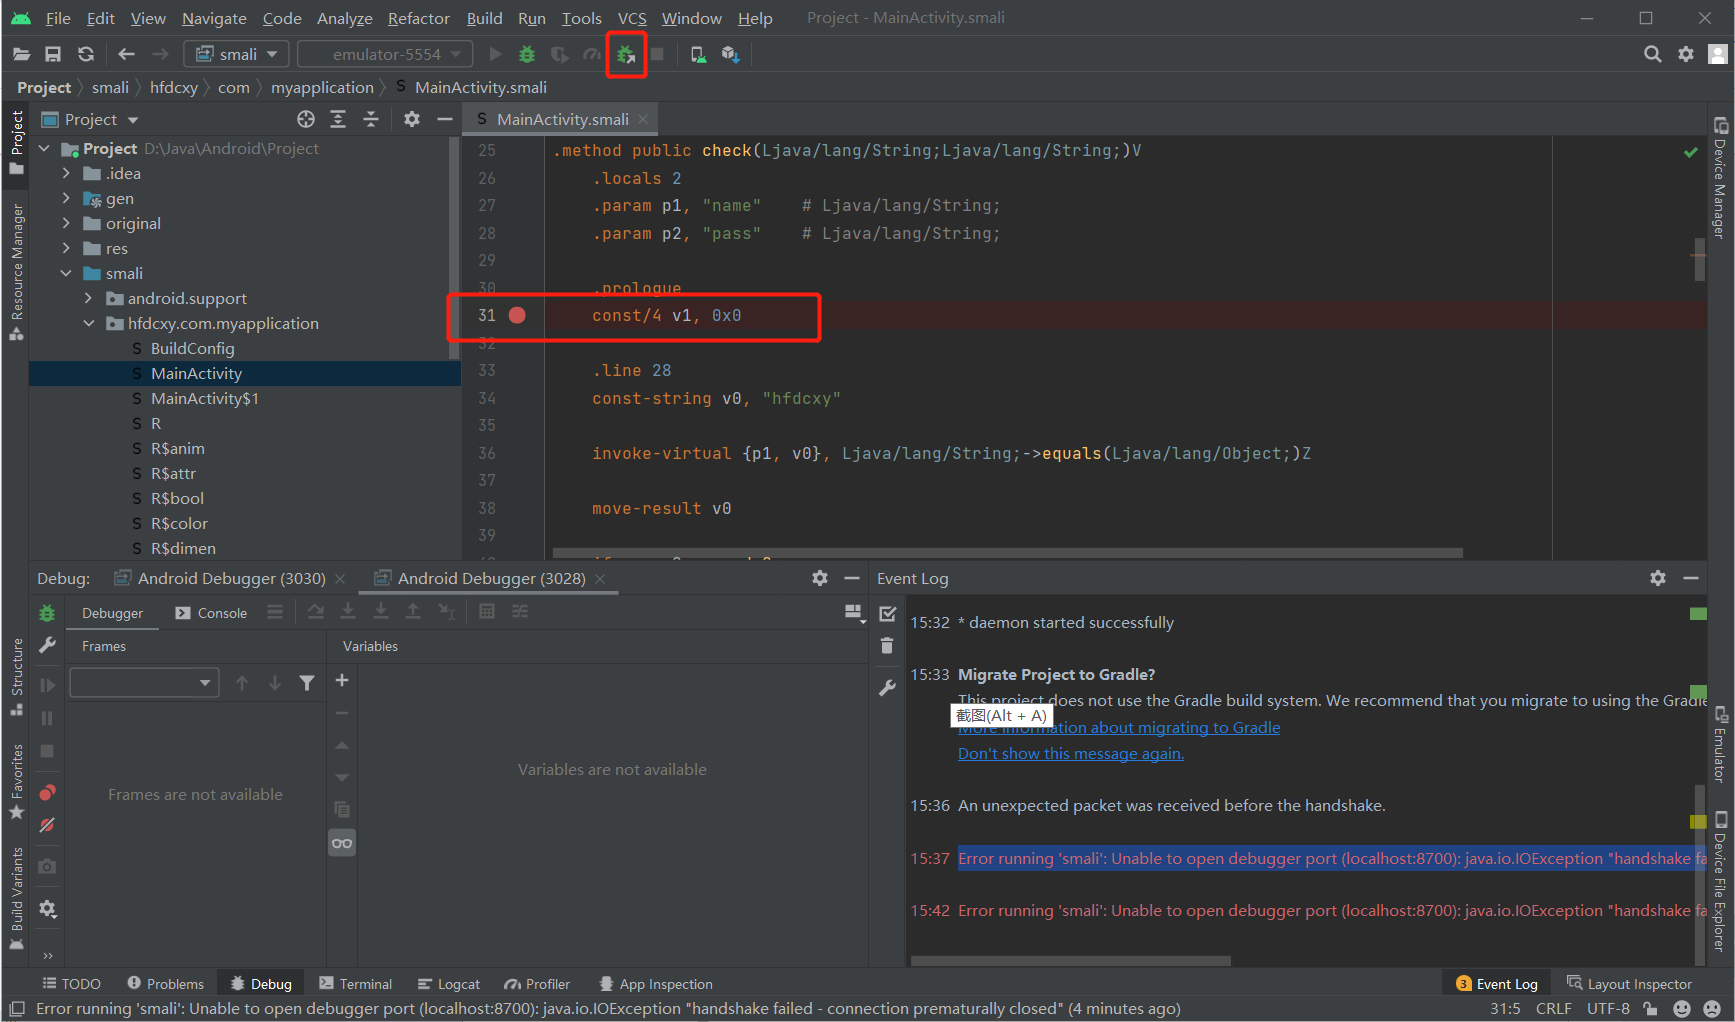 File Edit View Navigate Code Analyze Refactor Build Run Tools VCS Window Help Project - MainActivity.smali
smali emulator-5554
Project smali hfdcxy com myapplication S MainActivity.smali
Project
Resource Manager
Structure
Favorites
Build Variants
Project
Project D:\Java\Android\Project
.idea
gen
original
res
smali
android.support
hfdcxy.com.myapplication
S BuildConfig
S MainActivity
S MainActivity$1
S R
S R$anim
S R$attr
S R$bool
S R$color
S R$dimen
S MainActivity.smali
25 .method public check(Ljava/lang/String;Ljava/lang/String;)V
26 .locals 2
27 .param p1, "name" # Ljava/lang/String;
28 .param p2, "pass" # Ljava/lang/String;
29
30 .prologue
31 const/4 v1, 0x0
32
33 .line 28
34 const-string v0, "hfdcxy"
35
36 invoke-virtual {p1, v0}, Ljava/lang/String;->equals(Ljava/lang/Object;)Z
37
38 move-result v0
39
Device Manager
Emulator
Device File Explorer
Debug: Android Debugger (3030) Android Debugger (3028)
Debugger Console
Frames Variables
Frames are not available
Variables are not available
Event Log
15:32 * daemon started successfully
15:33 Migrate Project to Gradle?
This project does not use the Gradle build system. We recommend that you migrate to using the Gradle
截图(Alt + A)
More information about migrating to Gradle
Don't show this message again.
15:36 An unexpected packet was received before the handshake.
15:37 Error running 'smali': Unable to open debugger port (localhost:8700): java.io.IOException "handshake fa
15:42 Error running 'smali': Unable to open debugger port (localhost:8700): java.io.IOException "handshake fa
TODO Problems Debug Terminal Logcat Profiler App Inspection 3 Event Log Layout Inspector
Error running 'smali': Unable to open debugger port (localhost:8700): java.io.IOException "handshake failed - connection prematurally closed" (4 minutes ago) 31:5 CRLF UTF-8